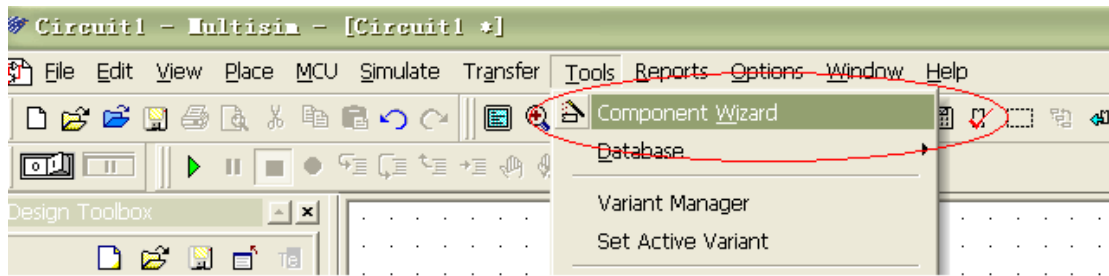 Circuit1 - Multisim - [Circuit1 *]
File Edit View Place MCU Simulate Transfer Tools Reports Options Window Help
Component Wizard
Database
Design Toolbox
Variant Manager
Set Active Variant